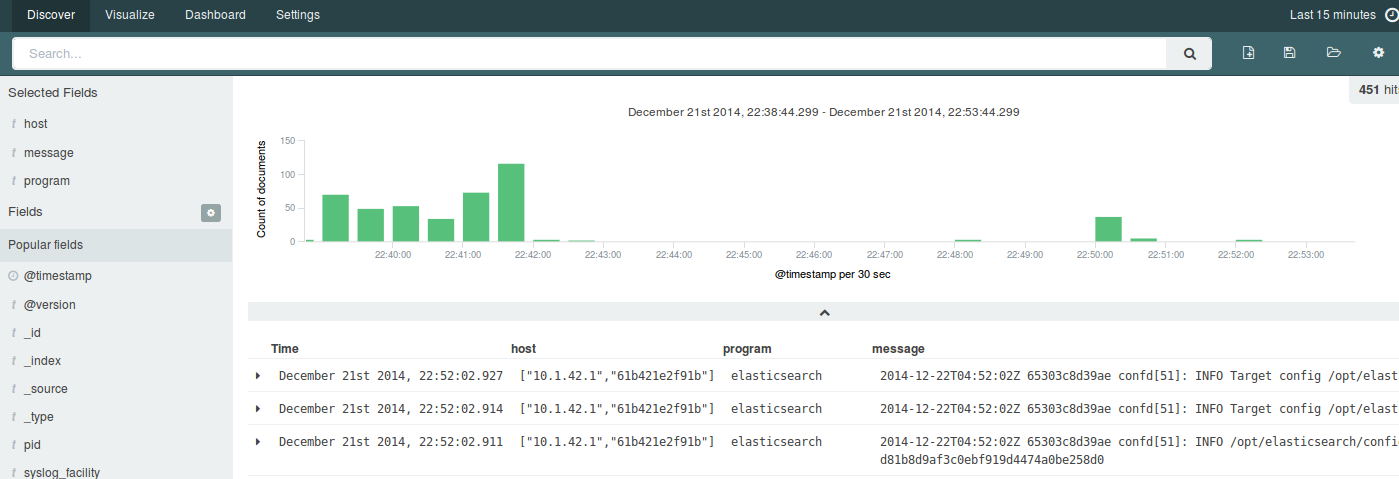 Discover Visualize Dashboard Settings Last 15 minutes
Search...
Selected Fields
451 hits
December 21st 2014, 22:38:44.299 - December 21st 2014, 22:53:44.299
t host
t message
t program
Fields
Popular fields
@timestamp
t @version
t _id
t _index
t _source
t _type
t pid
t syslog_facility
Count of documents
150
100
50
0
22:40:00 22:41:00 22:42:00 22:43:00 22:44:00 22:45:00 22:46:00 22:47:00 22:48:00 22:49:00 22:50:00 22:51:00 22:52:00 22:53:00
@timestamp per 30 sec
Time host program message
December 21st 2014, 22:52:02.927 ["10.1.42.1","61b421e2f91b"] elasticsearch 2014-12-22T04:52:02Z 65303c8d39ae confd[51]: INFO Target config /opt/elast
December 21st 2014, 22:52:02.914 ["10.1.42.1","61b421e2f91b"] elasticsearch 2014-12-22T04:52:02Z 65303c8d39ae confd[51]: INFO Target config /opt/elast
December 21st 2014, 22:52:02.911 ["10.1.42.1","61b421e2f91b"] elasticsearch 2014-12-22T04:52:02Z 65303c8d39ae confd[51]: INFO /opt/elasticsearch/confi
d81b8d9af3c0ebf919d4474a0be258d0